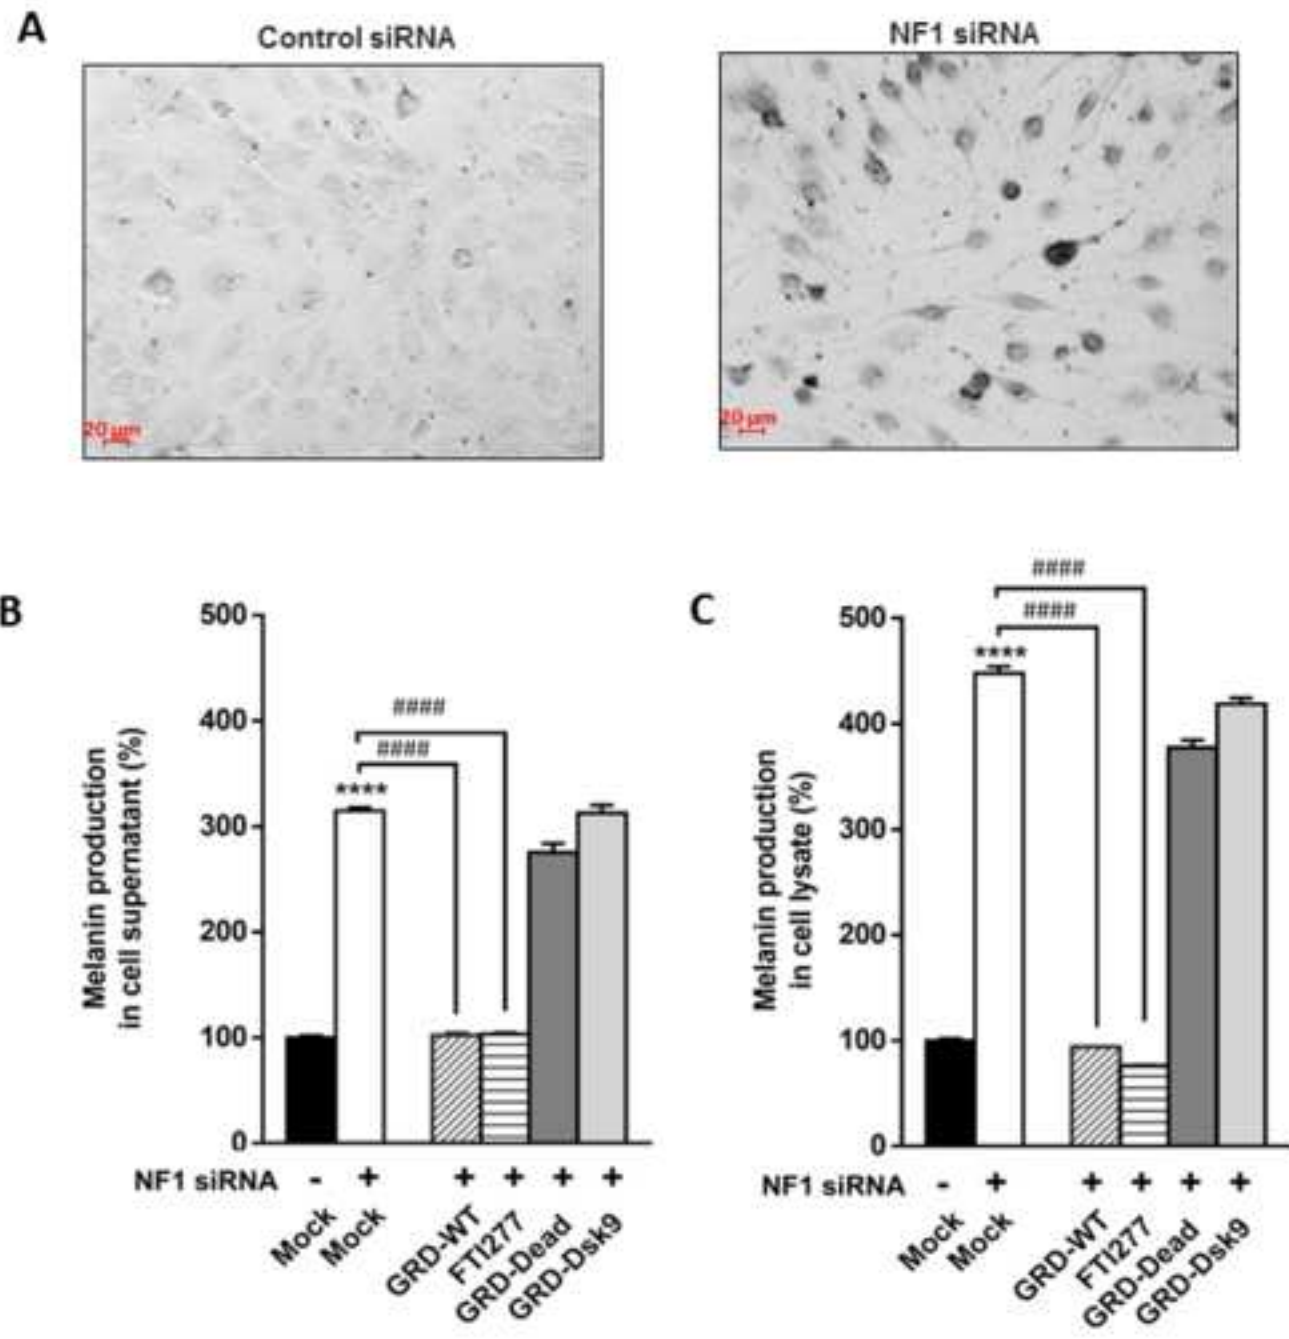 A
Control siRNA
NF1 siRNA
20 µm
20 µm
B
500
400
300
200
100
0
Melanin production
in cell supernatant (%)
####
####
****
NF1 siRNA - + + + + +
Mock
Mock
GRD-WT
FTI277
GRD-Dead
GRD-Dsk9
C
500
400
300
200
100
0
Melanin production
in cell lysate (%)
####
####
****
NF1 siRNA - + + + + +
Mock
Mock
GRD-WT
FTI277
GRD-Dead
GRD-Dsk9